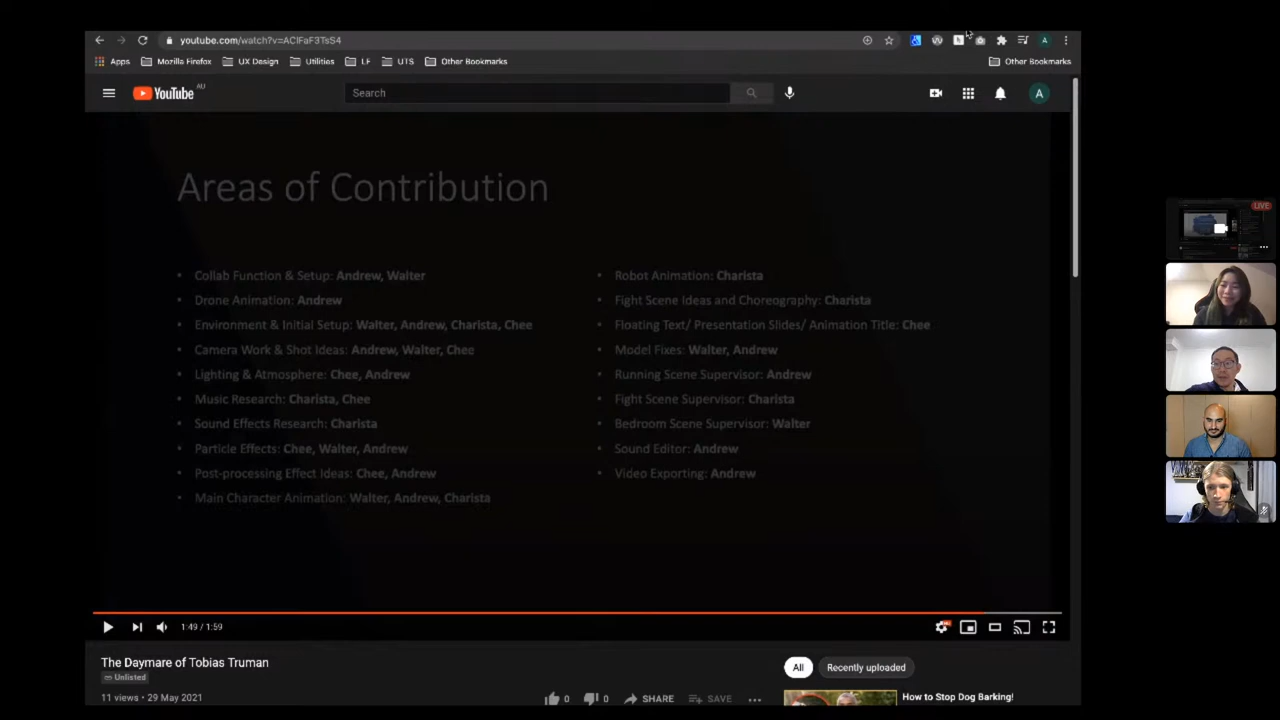 youtube.com/watch?v=AClFaF3TsS4
Apps Mozilla Firefox UX Design Utilities LF UTS Other Bookmarks Other Bookmarks
YouTube AU Search A
LIVE
Areas of Contribution
• Collab Function & Setup: Andrew, Walter
• Drone Animation: Andrew
• Environment & Initial Setup: Walter, Andrew, Charista, Chee
• Camera Work & Shot Ideas: Andrew, Walter, Chee
• Lighting & Atmosphere: Chee, Andrew
• Music Research: Charista, Chee
• Sound Effects Research: Charista
• Particle Effects: Chee, Walter, Andrew
• Post-processing Effect Ideas: Chee, Andrew
• Main Character Animation: Walter, Andrew, Charista
• Robot Animation: Charista
• Fight Scene Ideas and Choreography: Charista
• Floating Text/ Presentation Slides/ Animation Title: Chee
• Model Fixes: Walter, Andrew
• Running Scene Supervisor: Andrew
• Fight Scene Supervisor: Charista
• Bedroom Scene Supervisor: Walter
• Sound Editor: Andrew
• Video Exporting: Andrew
1:49 / 1:59
The Daymare of Tobias Truman
Unlisted
11 views • 29 May 2021
0 0 SHARE SAVE
All Recently uploaded
How to Stop Dog Barking!